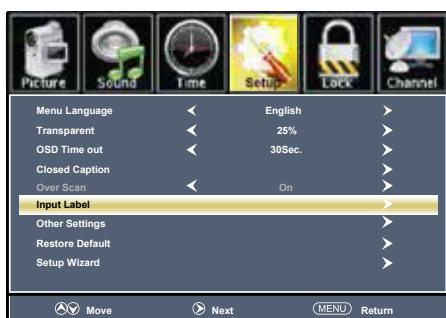 Picture Sound Time Setup Lock Channel
Menu Language English
Transparent 25%
OSD Time out 30Sec.
Closed Caption
Over Scan On
Input Label
Other Settings
Restore Default
Setup Wizard
Move Next MENU Return